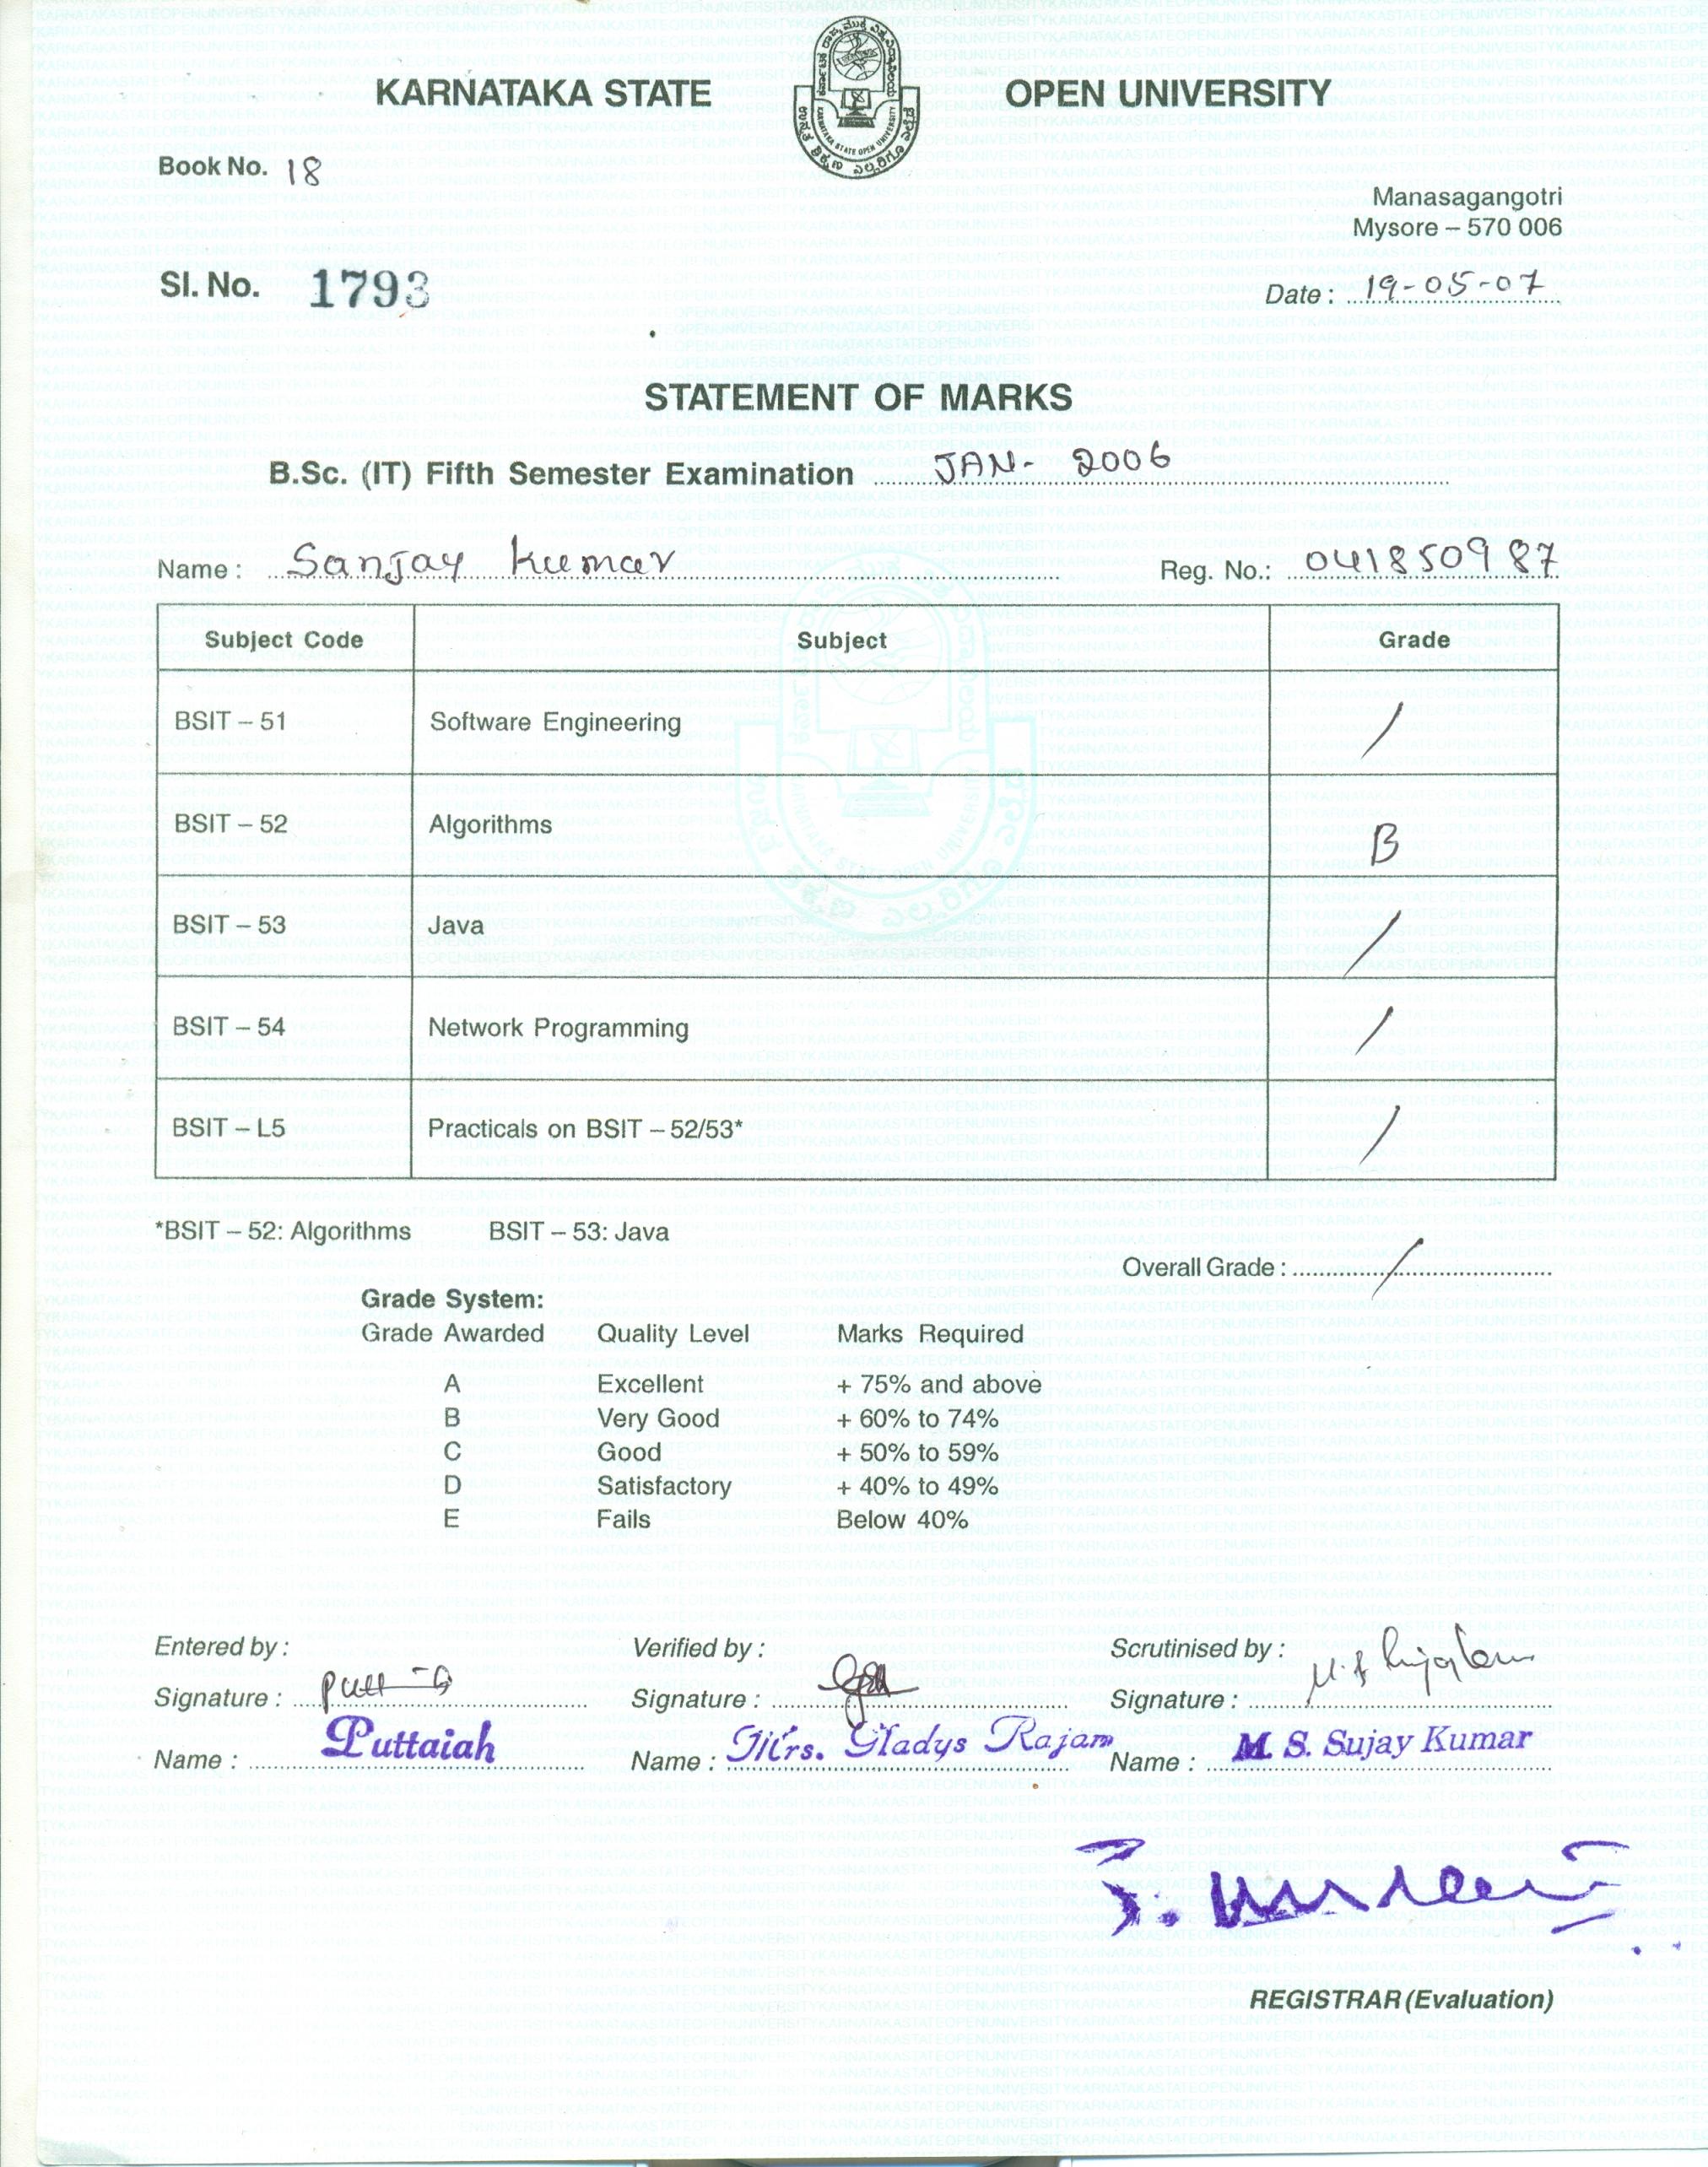 KARNATAKA STATE OPEN UNIVERSITY
KARNATAKA STATE OPEN UNIVERSITY
Book No. 18
Manasagangotri
Mysore – 570 006
Sl. No. 1793
Date : 19-05-07
STATEMENT OF MARKS
B.Sc. (IT) Fifth Semester Examination JAN- 2006
Name : Sanjay Kumar Reg. No.: 041850987
Subject Code Subject Grade
BSIT – 51 Software Engineering /
BSIT – 52 Algorithms B
BSIT – 53 Java /
BSIT – 54 Network Programming /
BSIT – L5 Practicals on BSIT – 52/53* /
*BSIT – 52: Algorithms BSIT – 53: Java
Overall Grade : /
Grade System:
Grade Awarded Quality Level Marks Required
A Excellent + 75% and above
B Very Good + 60% to 74%
C Good + 50% to 59%
D Satisfactory + 40% to 49%
E Fails Below 40%
Entered by : Verified by : Scrutinised by :
Signature : Signature : Signature :
Name : Puttaiah Name : Mrs. Gladys Rajam Name : M. S. Sujay Kumar
REGISTRAR (Evaluation)